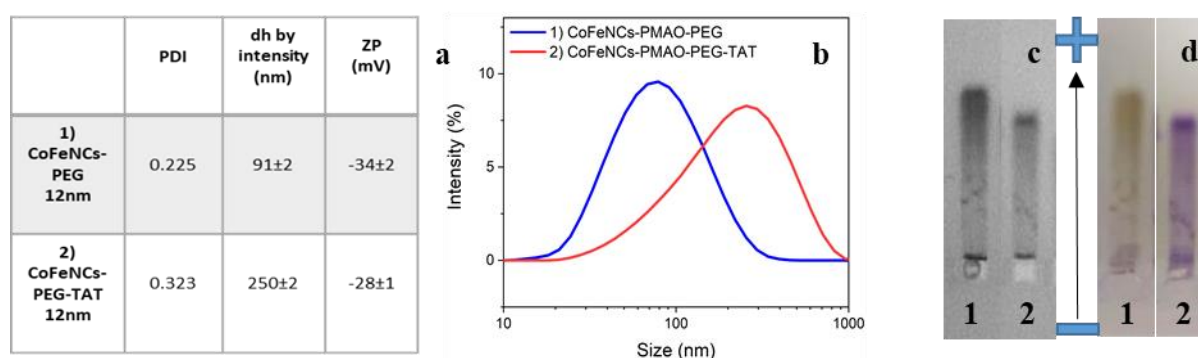 PDI
dh by
intensity
(nm)
ZP
(mV)
1)
CoFeNCs-
PEG
12nm
0.225
91±2
-34±2
2)
CoFeNCs-
PEG-TAT
12nm
0.323
250±2
-28±1
a
1) CoFeNCs-PMAO-PEG
2) CoFeNCs-PMAO-PEG-TAT
b
10
5
0
Intensity (%)
10
100
1000
Size (nm)
c
d
1
2
1
2